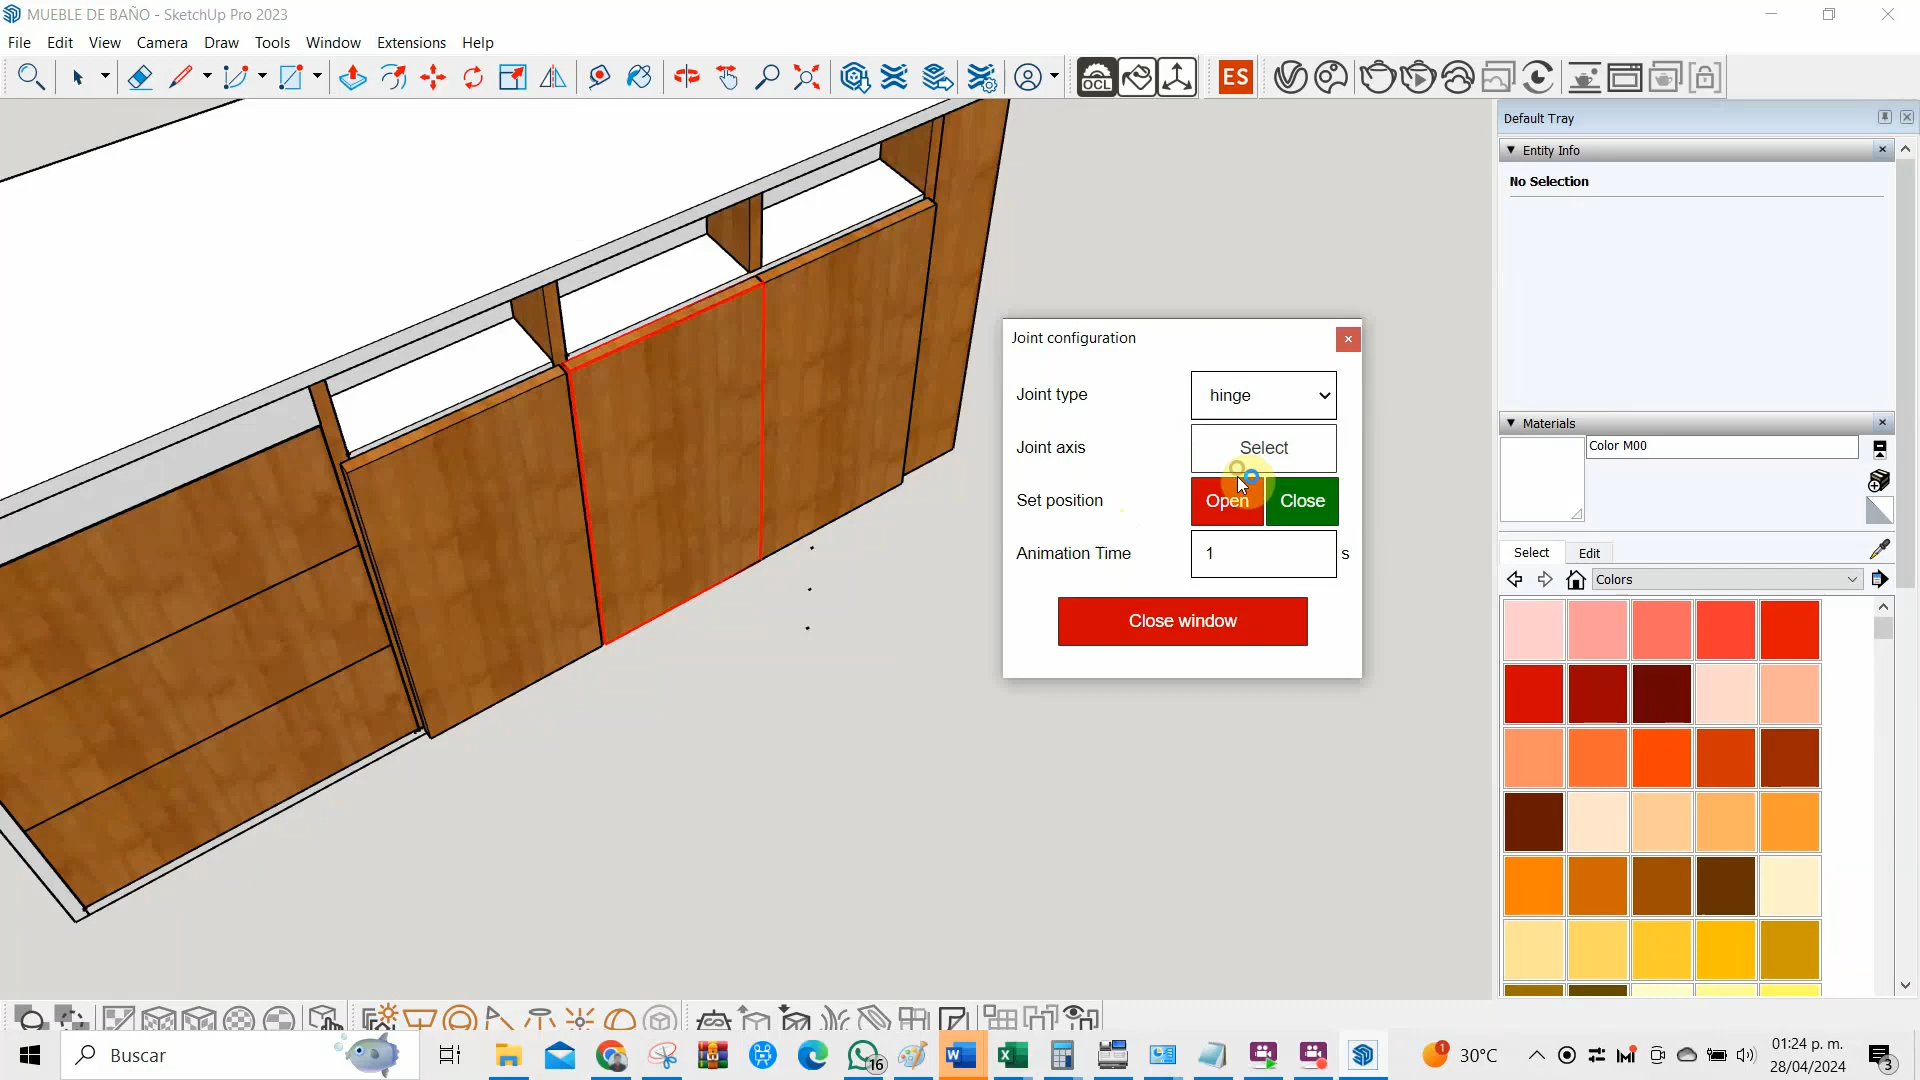 MUEBLE DE BAÑO - SketchUp Pro 2023
File Edit View Camera Draw Tools Window Extensions Help
OCL
ES
Default Tray
Entity Info
No Selection
Joint configuration
Joint type
hinge
Joint axis
Select
Set position
Open
Close
Animation Time
1
s
Close window
Materials
Color M00
Select
Edit
Colors
Buscar
16
W
1
30°C
01:24 p. m.
28/04/2024
3